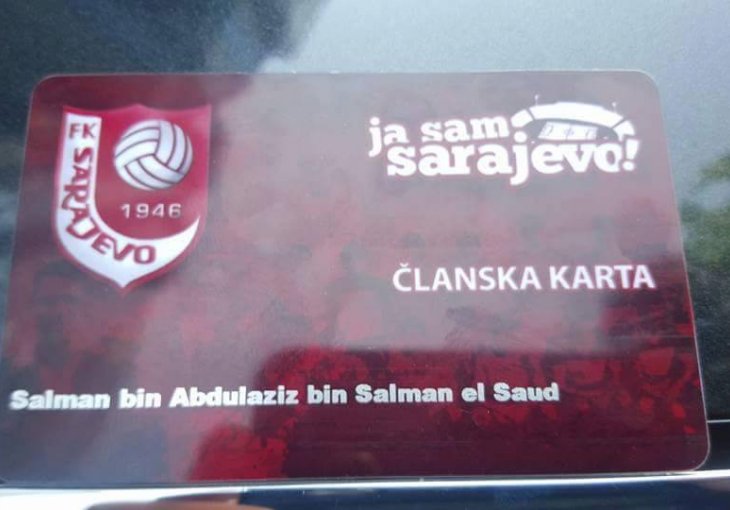 FK
SARAJEVO
1946
ja sam
sarajevo!
ČLANSKA KARTA
Salman bin Abdulaziz bin Salman el Saud